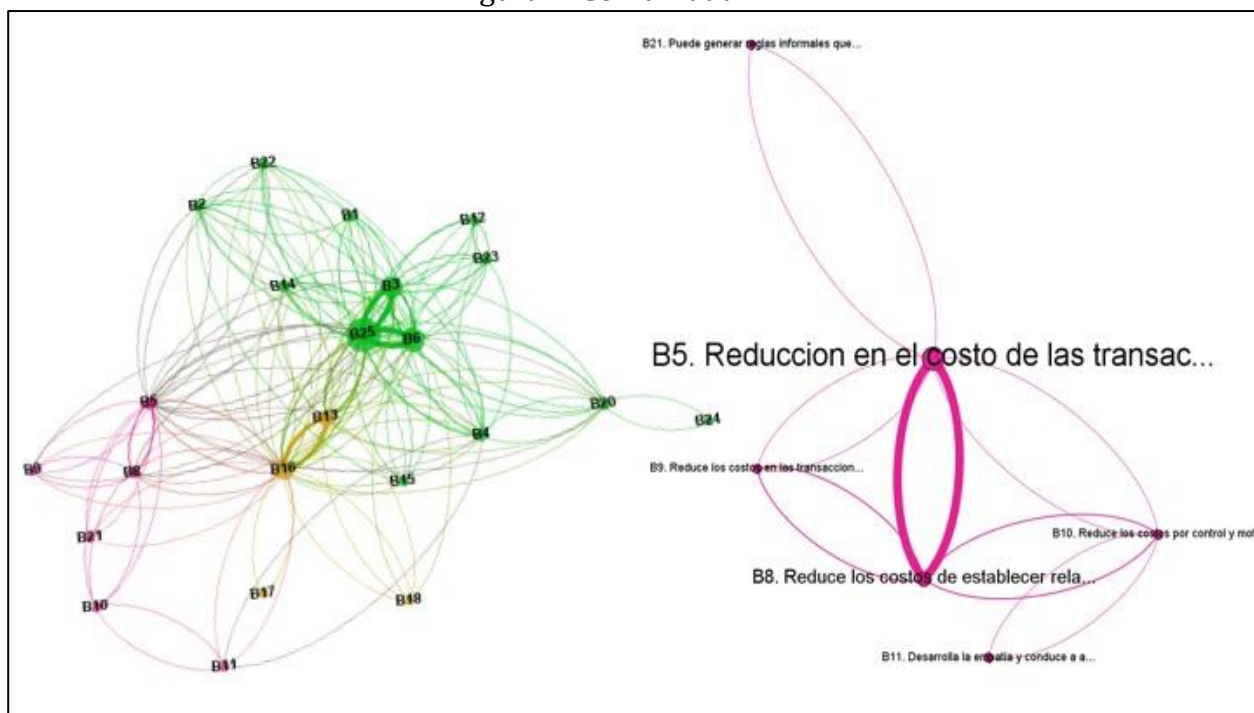 B21. Puede generar reglas informales que...
B22
B2
B1
B12
B23
B14
B3
B25
B6
B5. Reduccion en el costo de las transac...
B5
B20
B13
B24
B4
B9
B8
B16
B15
B9. Reduce los costos en las transaccion...
B21
B10. Reduce los costos por control y mot
B8. Reduce los costos de establecer rela...
B17
B18
B10
B11
B11. Desarrolla la empatia y conduce a a...